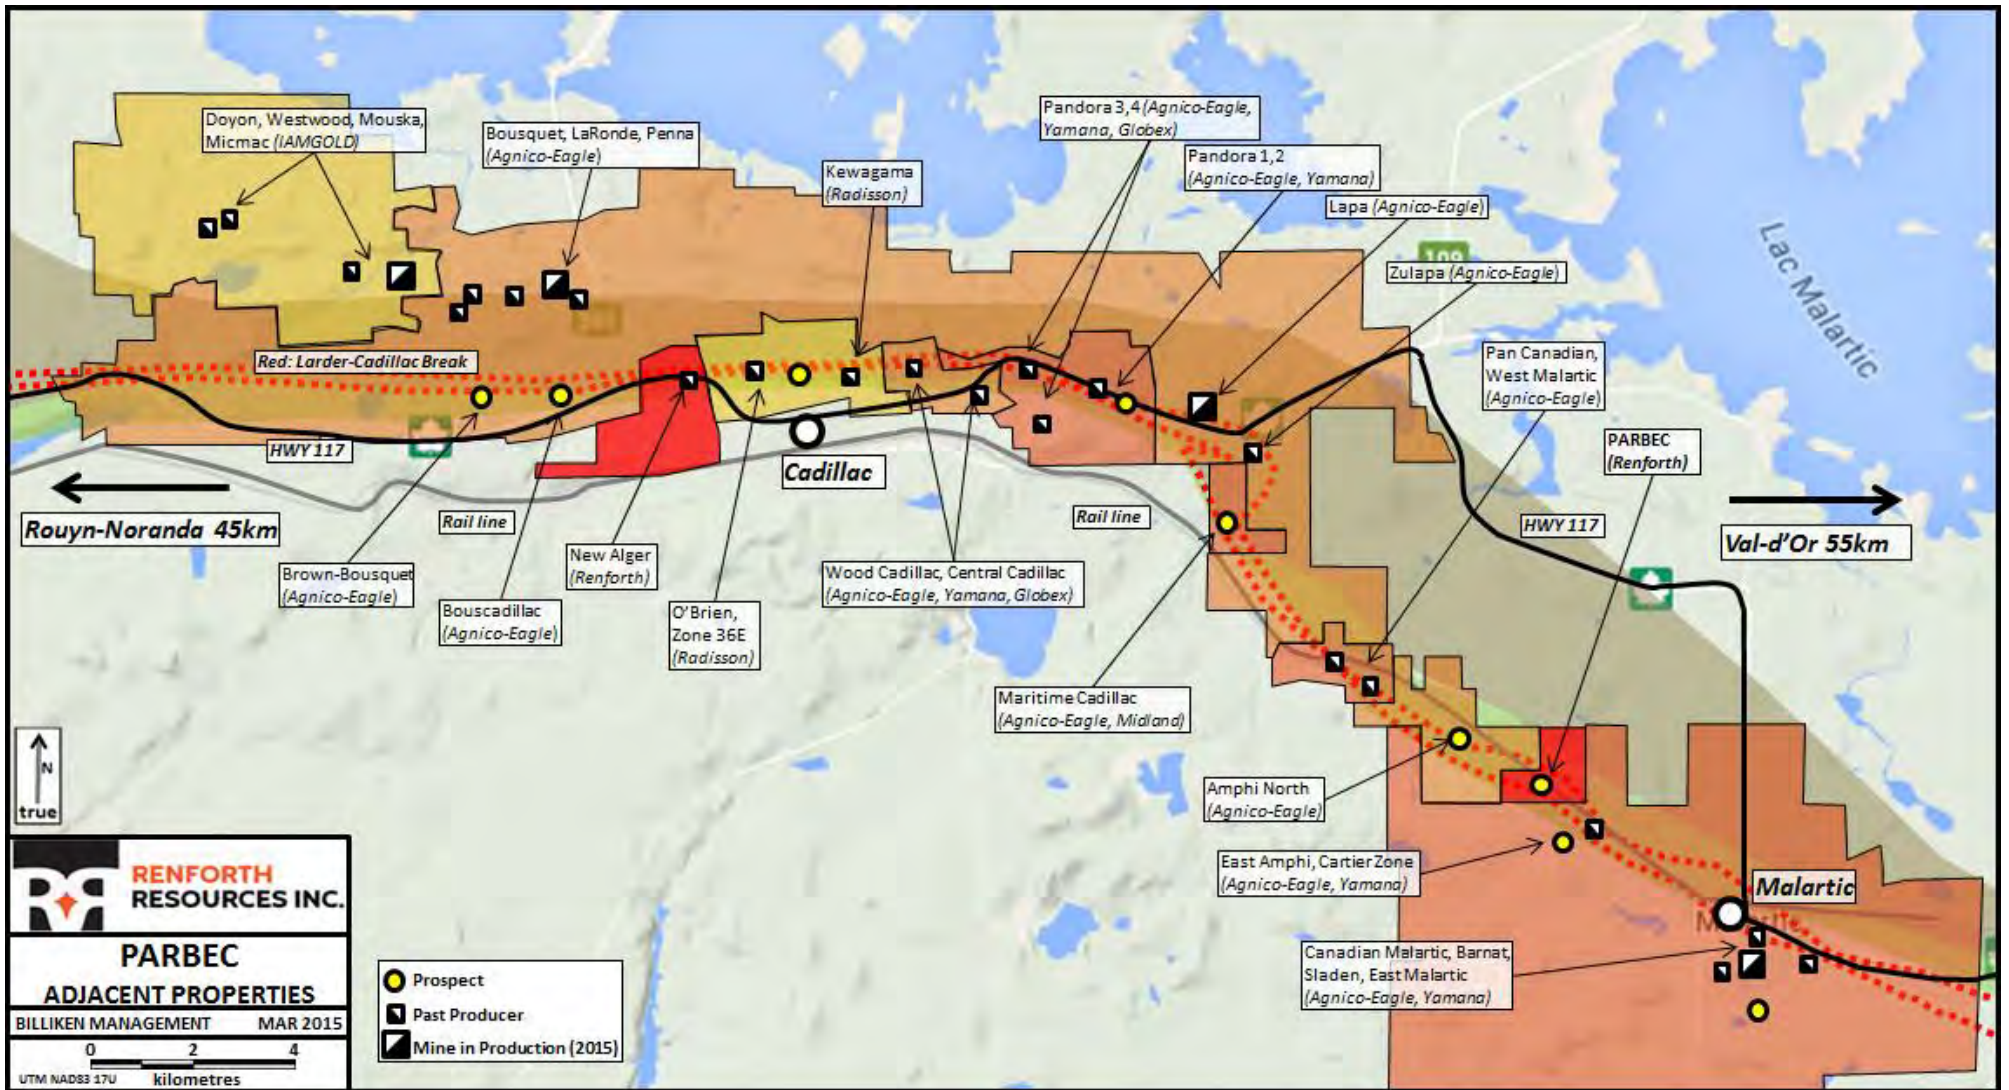 Doyon, Westwood, Mouska,
Micmac (IAMGOLD)
Bousquet, LaRonde, Penna
(Agnico-Eagle)
Pandora 3,4 (Agnico-Eagle,
Yamana, Globex)
Pandora 1,2
(Agnico-Eagle, Yamana)
Kewagama
(Radisson)
Lapa (Agnico-Eagle)
109
Zulapa (Agnico-Eagle)
Lac Malartic
Red: Larder-Cadillac Break
Pan Canadian,
West Malartic
(Agnico-Eagle)
PARBEC
(Renforth)
HWY 117
Cadillac
Rouyn-Noranda 45km
Rail line
Rail line
HWY 117
Val-d'Or 55km
New Alger
(Renforth)
Brown-Bousquet
(Agnico-Eagle)
Bouscadillac
(Agnico-Eagle)
O'Brien,
Zone 36E
(Radisson)
Wood Cadillac, Central Cadillac
(Agnico-Eagle, Yamana, Globex)
Maritime Cadillac
(Agnico-Eagle, Midland)
N
true
Amphi North
(Agnico-Eagle)
East Amphi, Cartier Zone
(Agnico-Eagle, Yamana)
Malartic
Canadian Malartic, Barnat,
Sladen, East Malartic
(Agnico-Eagle, Yamana)
RENFORTH
RESOURCES INC.
PARBEC
ADJACENT PROPERTIES
BILLIKEN MANAGEMENT MAR 2015
0 2 4
UTM NAD83 17U kilometres
Prospect
Past Producer
Mine in Production (2015)